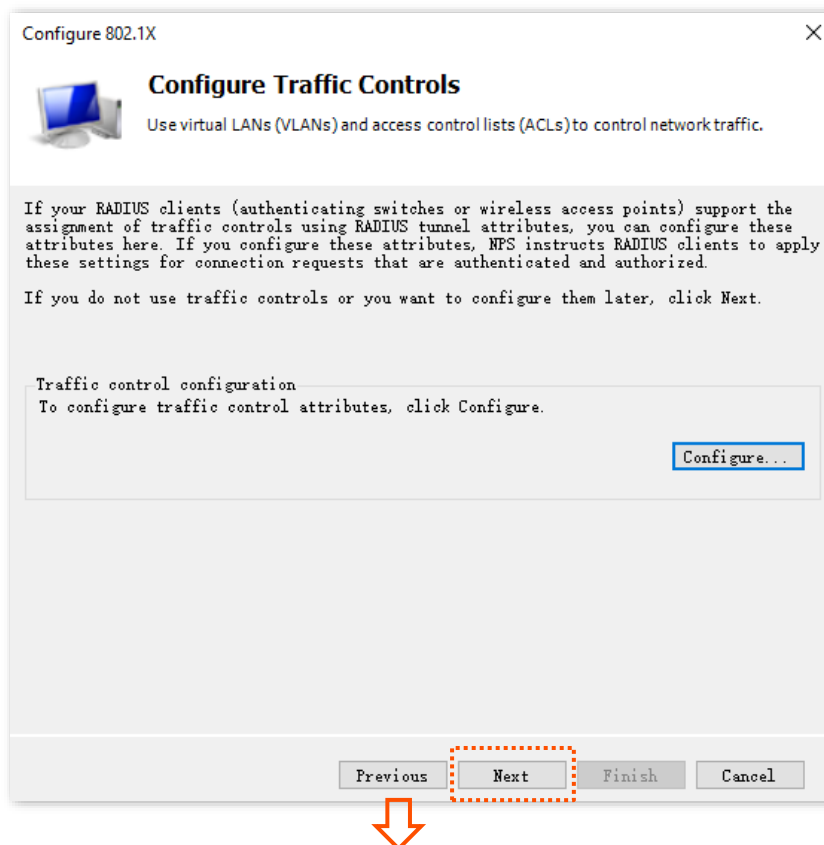 Configure 802.1X
Configure Traffic Controls
Use virtual LANs (VLANs) and access control lists (ACLs) to control network traffic.
If your RADIUS clients (authenticating switches or wireless access points) support the
assignment of traffic controls using RADIUS tunnel attributes, you can configure these
attributes here. If you configure these attributes, NPS instructs RADIUS clients to apply
these settings for connection requests that are authenticated and authorized.
If you do not use traffic controls or you want to configure them later, click Next.
Traffic control configuration
To configure traffic control attributes, click Configure.
Configure...
Previous Next Finish Cancel